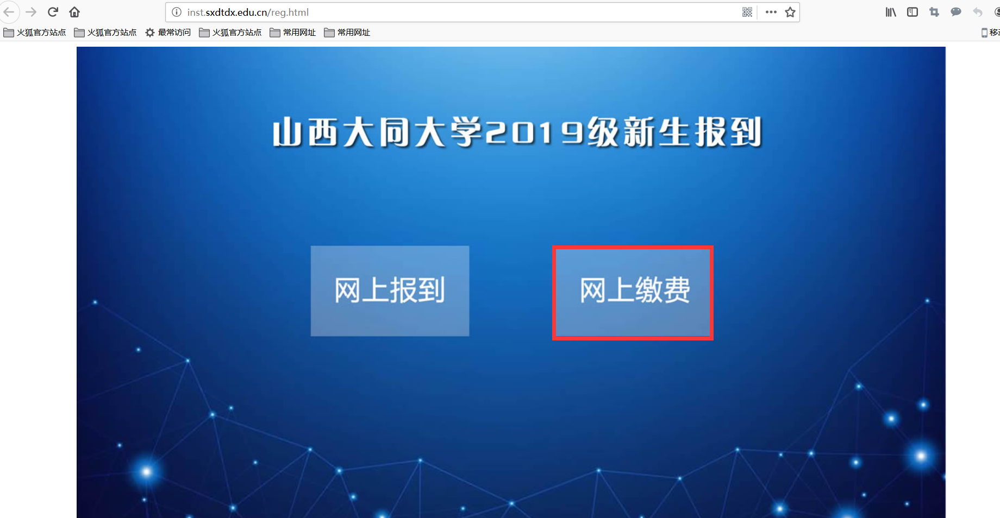 inst.sxdtdx.edu.cn/reg.html
火狐官方站点 火狐官方站点 最常访问 火狐官方站点 常用网址 常用网址
山西大同大学2019级新生报到
网上报到 网上缴费